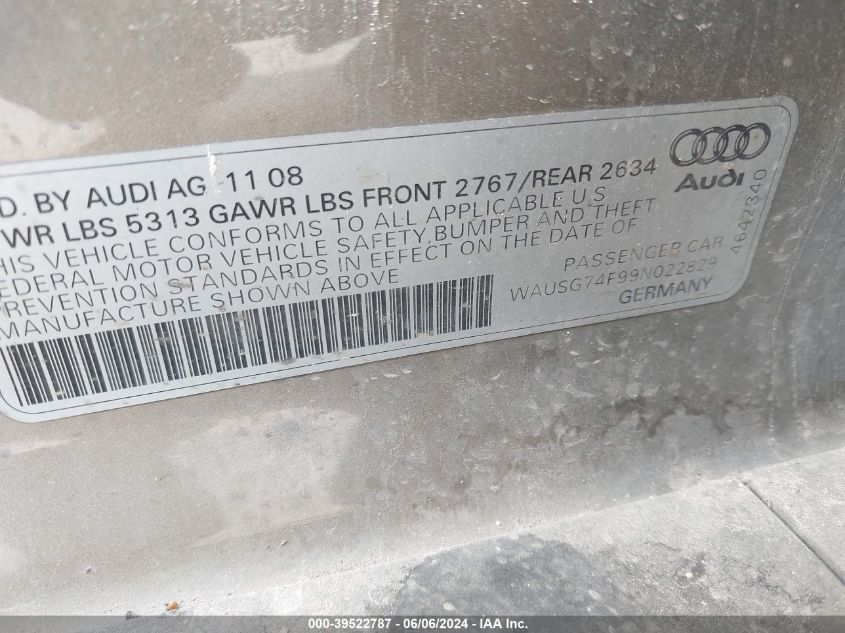 D. BY AUDI AG 11 08
WR LBS 5313 GAWR LBS FRONT 2767/REAR 2634
HIS VEHICLE CONFORMS TO ALL APPLICABLE U.S
EDERAL MOTOR VEHICLE SAFETY, BUMPER AND THEFT
PREVENTION STANDARDS IN EFFECT ON THE DATE OF
MANUFACTURE SHOWN ABOVE
PASSENGER CAR
WAUSG74F99N022829
GERMANY
Audi
4642340
000-39522787 - 06/06/2024 - IAA Inc.